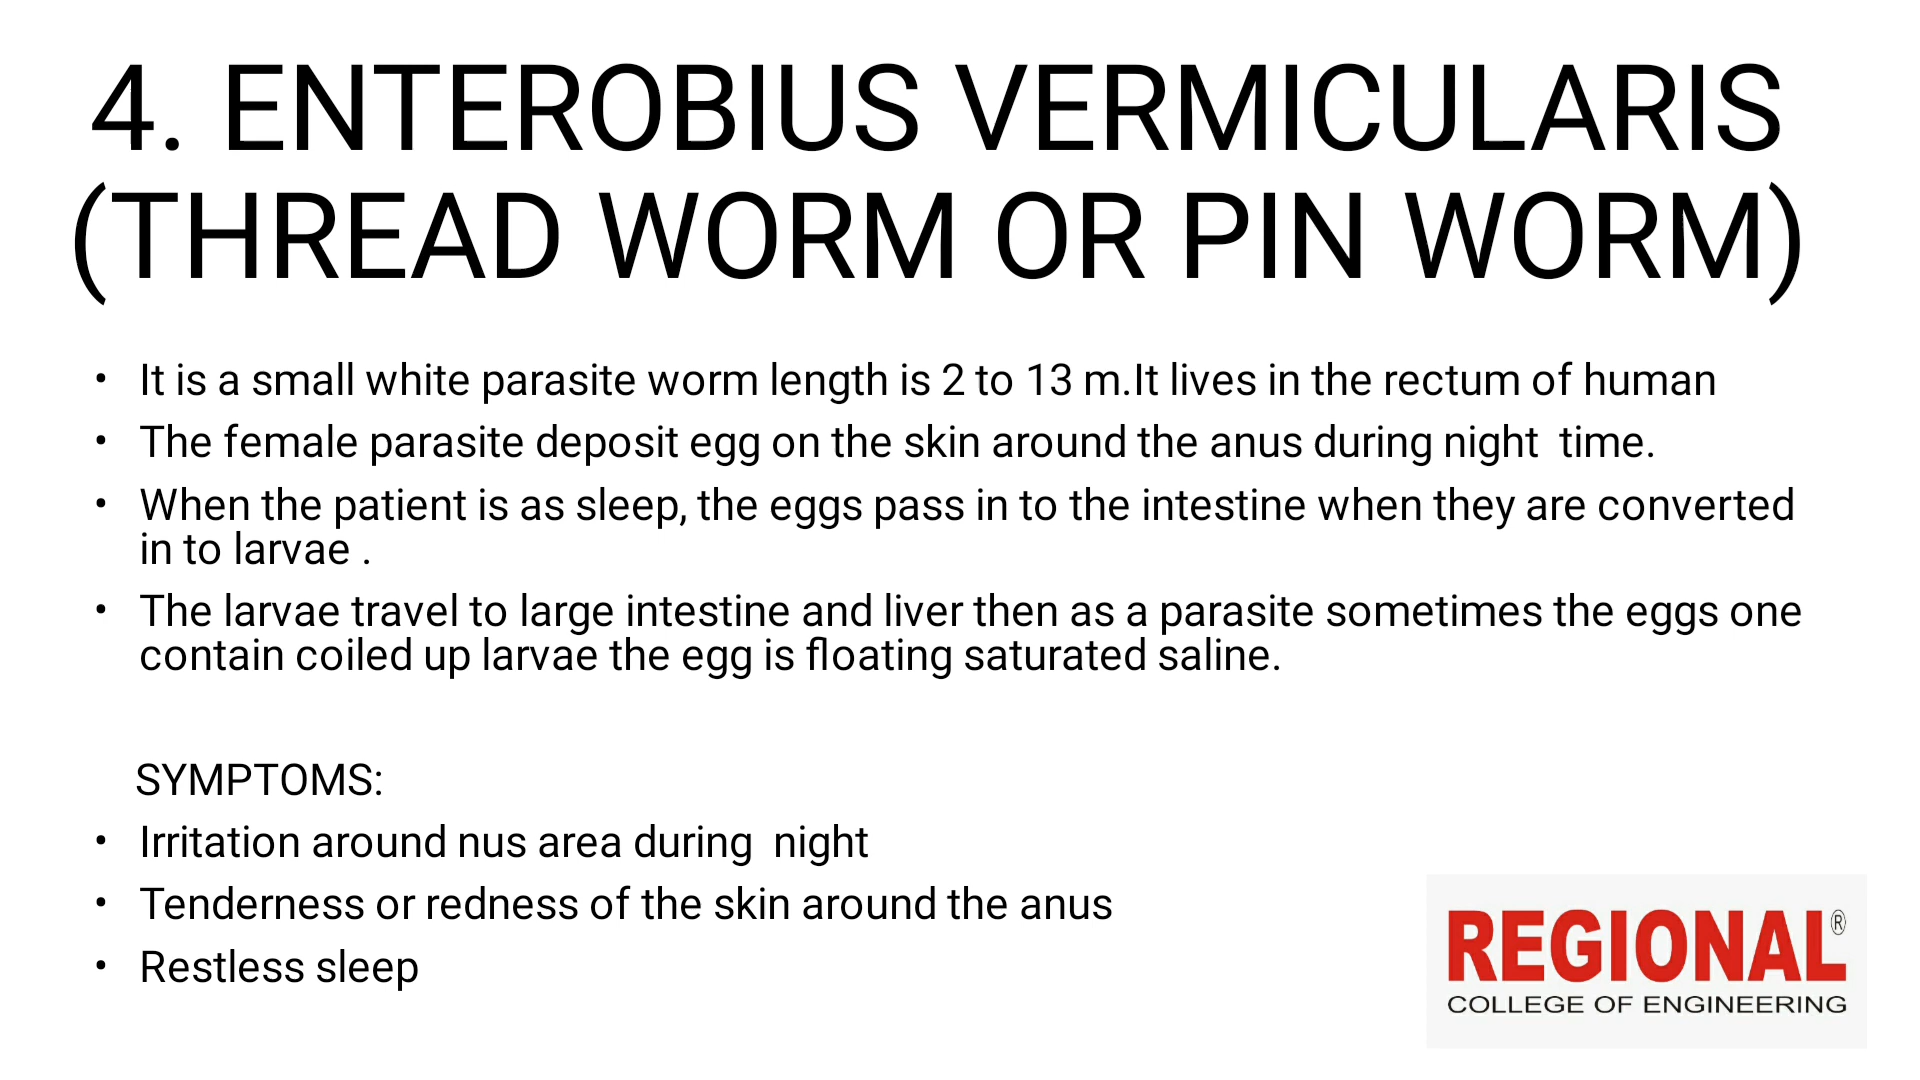 4. ENTEROBIUS VERMICULARIS
(THREAD WORM OR PIN WORM)
• It is a small white parasite worm length is 2 to 13 m.It lives in the rectum of human
• The female parasite deposit egg on the skin around the anus during night  time.
• When the patient is as sleep, the eggs pass in to the intestine when they are converted
in to larvae .
• The larvae travel to large intestine and liver then as a parasite sometimes the eggs one
contain coiled up larvae the egg is floating saturated saline.
SYMPTOMS:
• Irritation around nus area during  night
• Tenderness or redness of the skin around the anus
• Restless sleep
REGIONAL®
COLLEGE OF ENGINEERING